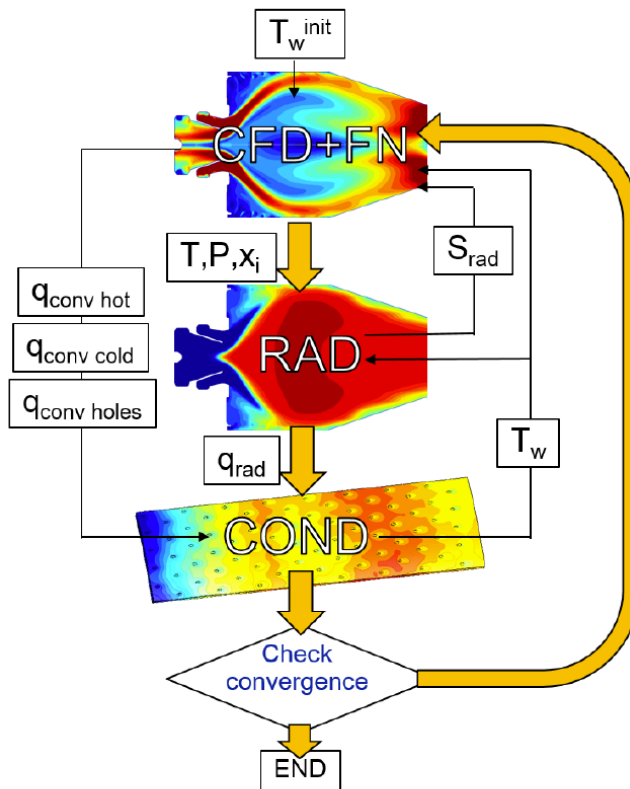 T_w^init
CFD+FN
T,P,x_i
S_rad
q_conv hot
q_conv cold
q_conv holes
RAD
q_rad
T_w
COND
Check
convergence
END